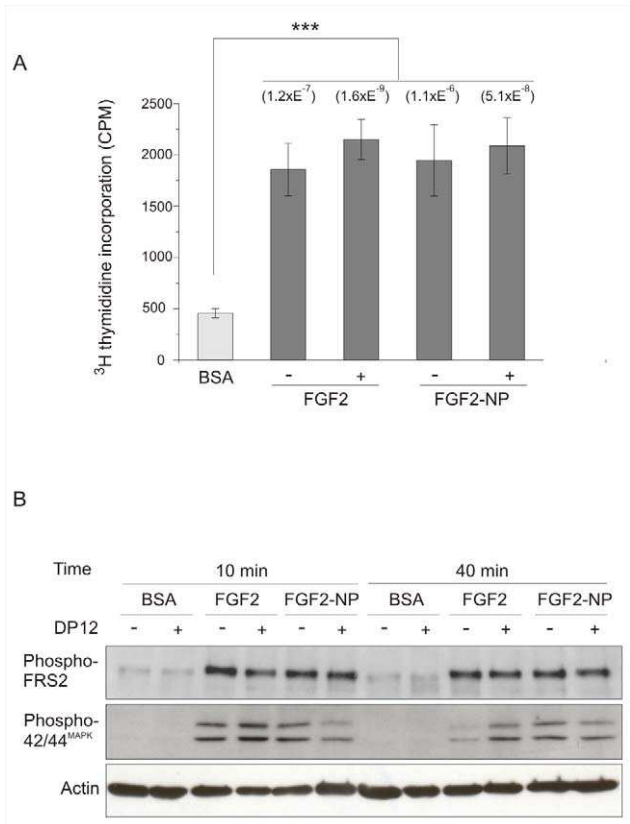 A
***
(1.2xE-7) (1.6xE-9) (1.1xE-6) (5.1xE-8)
3H thymididine incorporation (CPM)
2500
2000
1500
1000
500
0
BSA - + - +
FGF2 FGF2-NP
B
Time 10 min 40 min
BSA FGF2 FGF2-NP BSA FGF2 FGF2-NP
DP12 - + - + - + - + - + - +
Phospho-
FRS2
Phospho-
42/44MAPK
Actin